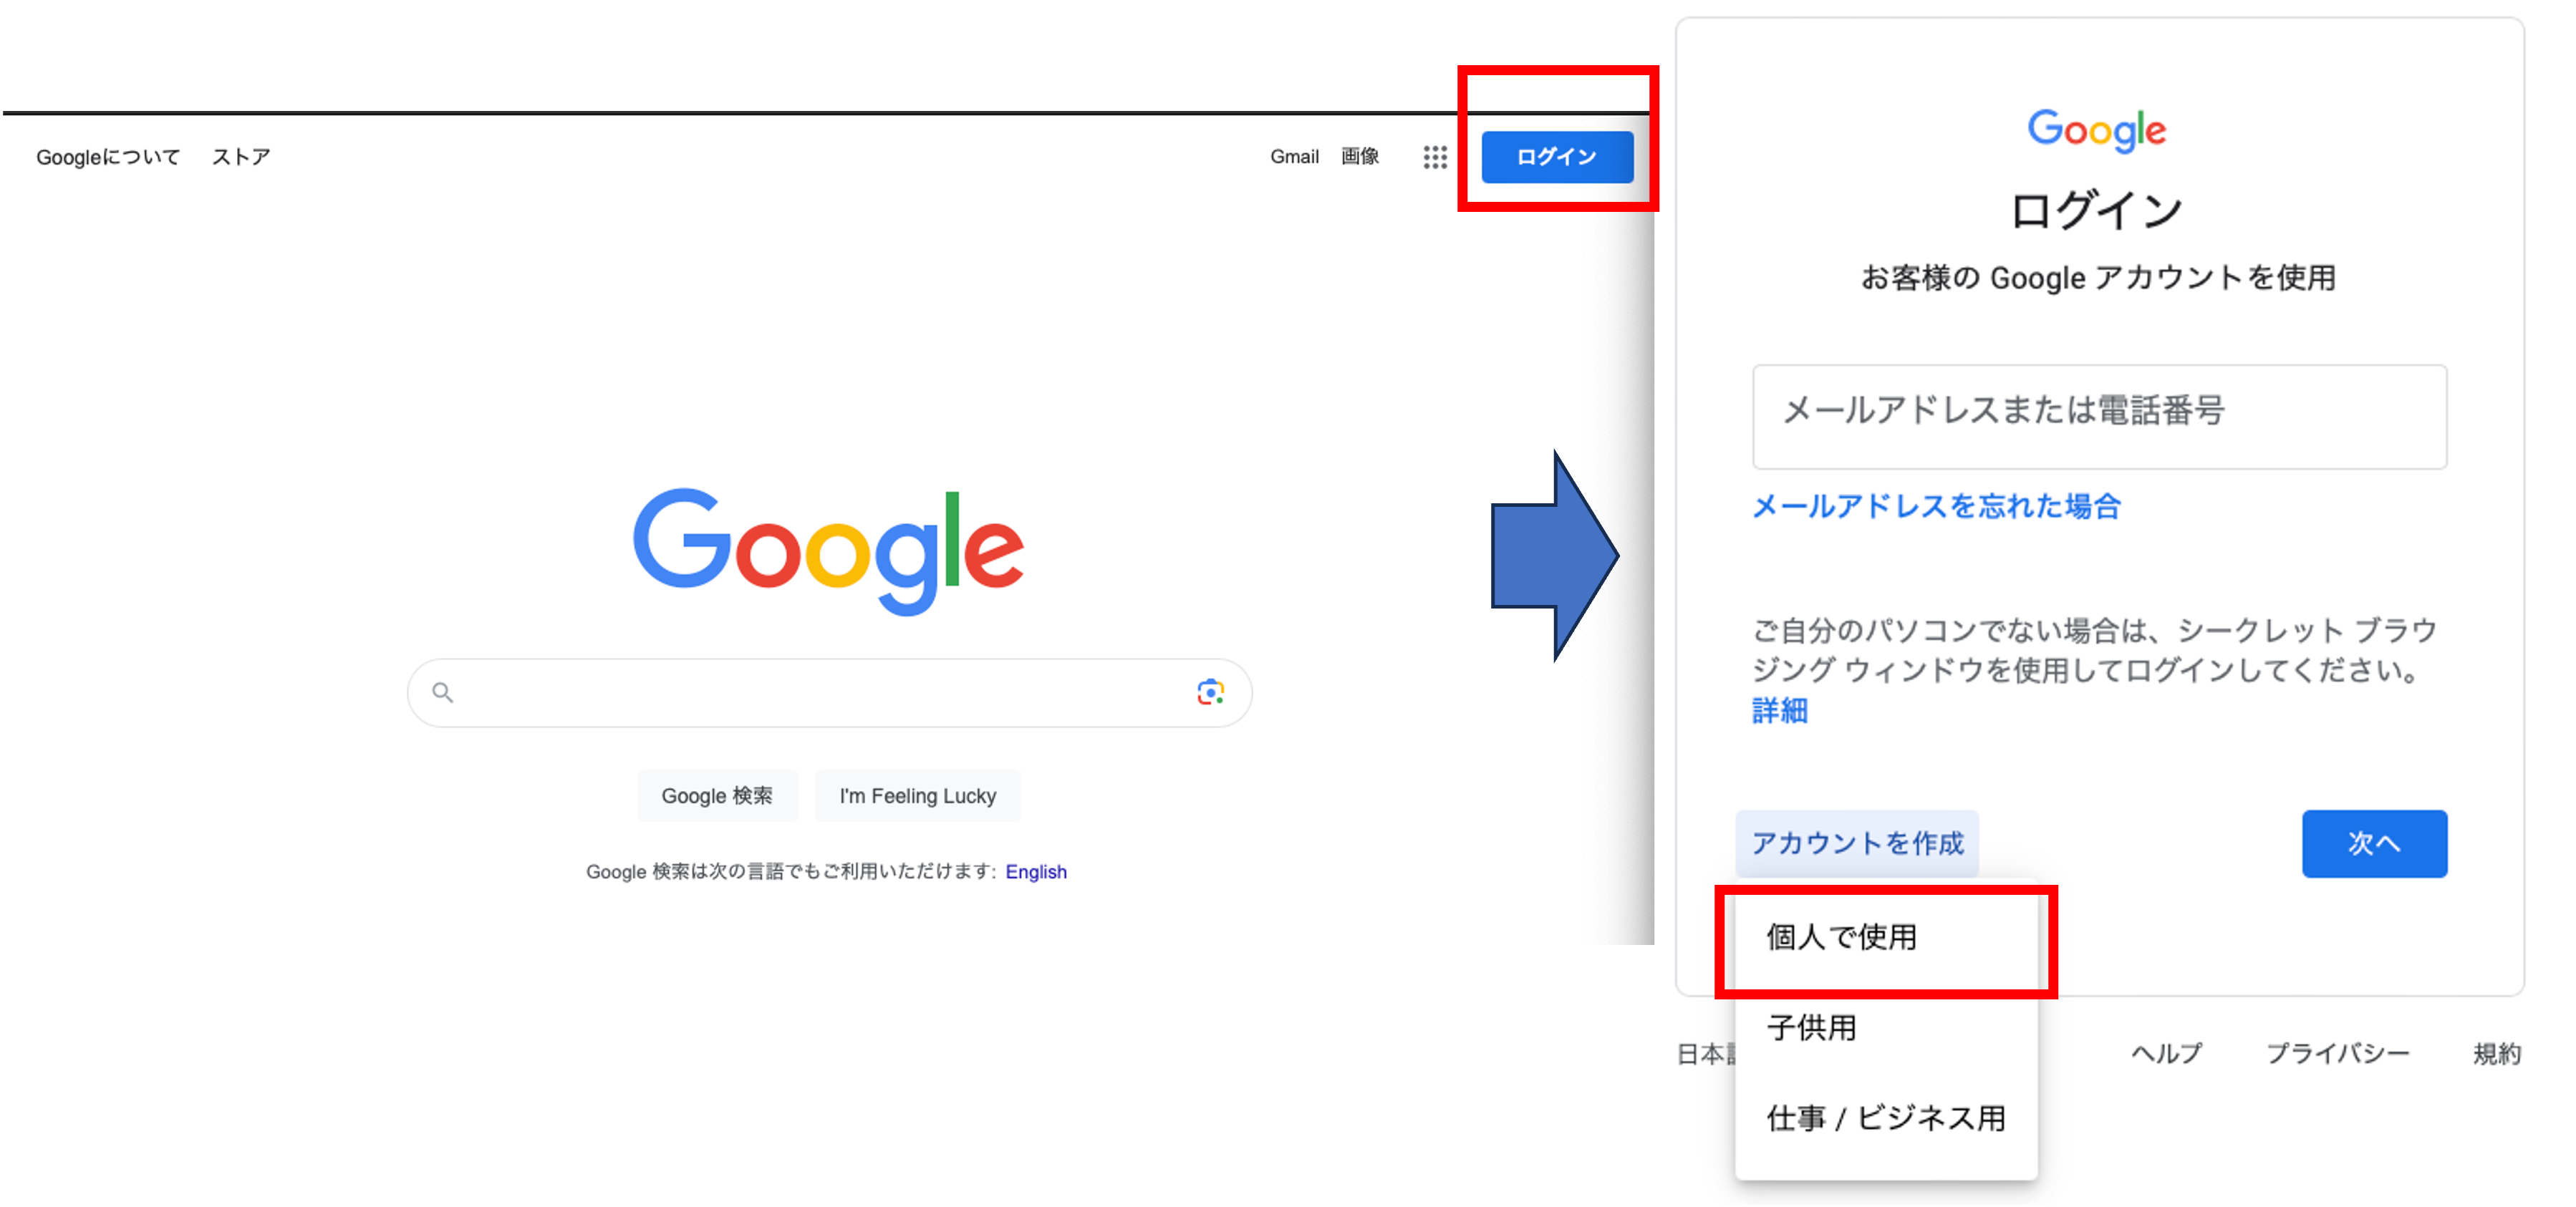 Googleについて ストア
Gmail 画像 ログイン
Google
Google 検索 I'm Feeling Lucky
Google 検索は次の言語でもご利用いただけます: English
Google
ログイン
お客様の Google アカウントを使用
メールアドレスまたは電話番号
メールアドレスを忘れた場合
ご自分のパソコンでない場合は、シークレット ブラウ
ジング ウィンドウを使用してログインしてください。
詳細
アカウントを作成 次へ
個人で使用
子供用
日本 ヘルプ プライバシー 規約
仕事 / ビジネス用